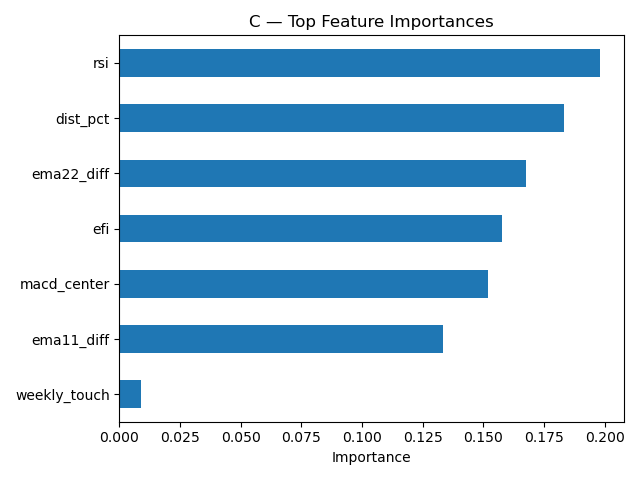 C — Top Feature Importances
rsi
dist_pct
ema22_diff
efi
macd_center
ema11_diff
weekly_touch
0.000 0.025 0.050 0.075 0.100 0.125 0.150 0.175 0.200
Importance